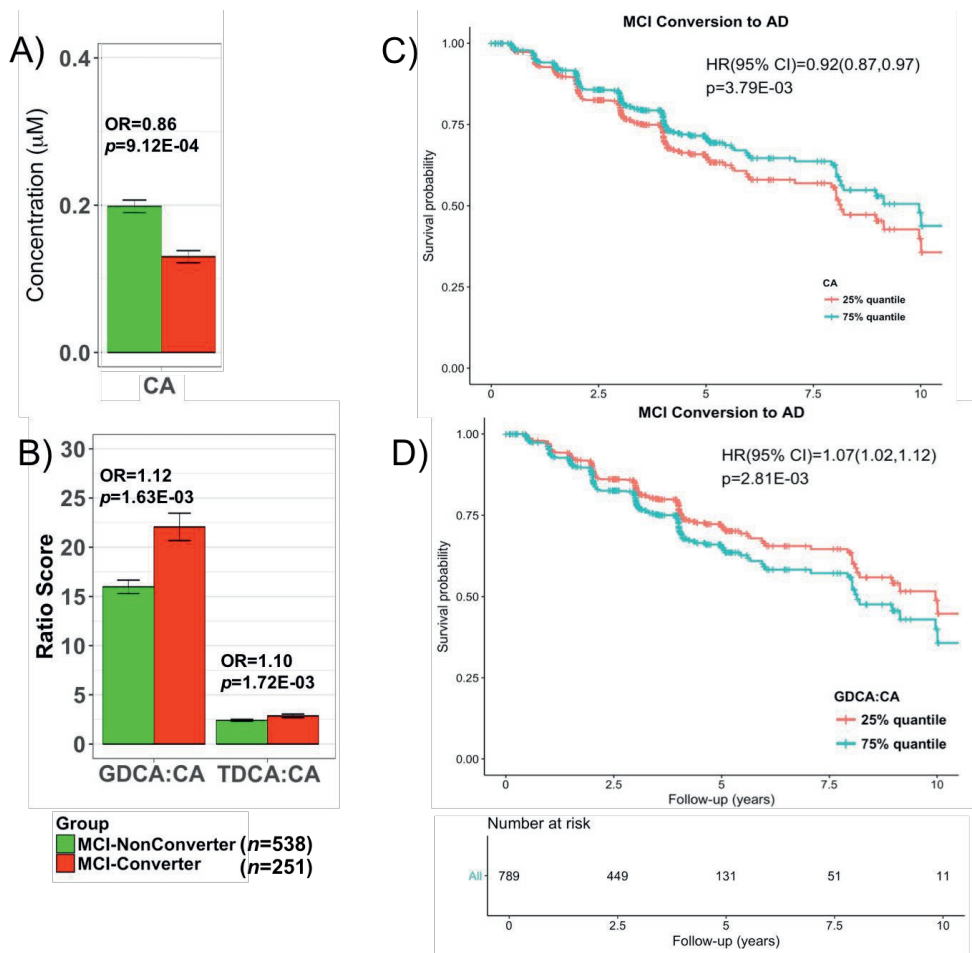 A)
0.4
0.2
0.0
Concentration (μM)
OR=0.86
p=9.12E-04
CA
B)
30
25
20
15
10
5
0
Ratio Score
OR=1.12
p=1.63E-03
OR=1.10
p=1.72E-03
GDCA:CA TDCA:CA
Group
MCI-NonConverter (n=538)
MCI-Converter (n=251)
C)
MCI Conversion to AD
HR(95% CI)=0.92(0.87,0.97)
p=3.79E-03
1.00
0.75
0.50
0.25
0.00
Survival probability
CA
25% quantile
75% quantile
0 2.5 5 7.5 10
D)
MCI Conversion to AD
HR(95% CI)=1.07(1.02,1.12)
p=2.81E-03
1.00
0.75
0.50
0.25
0.00
Survival probability
GDCA:CA
25% quantile
75% quantile
0 2.5 5 7.5 10
Follow-up (years)
Number at risk
All 789 449 131 51 11
0 2.5 5 7.5 10
Follow-up (years)